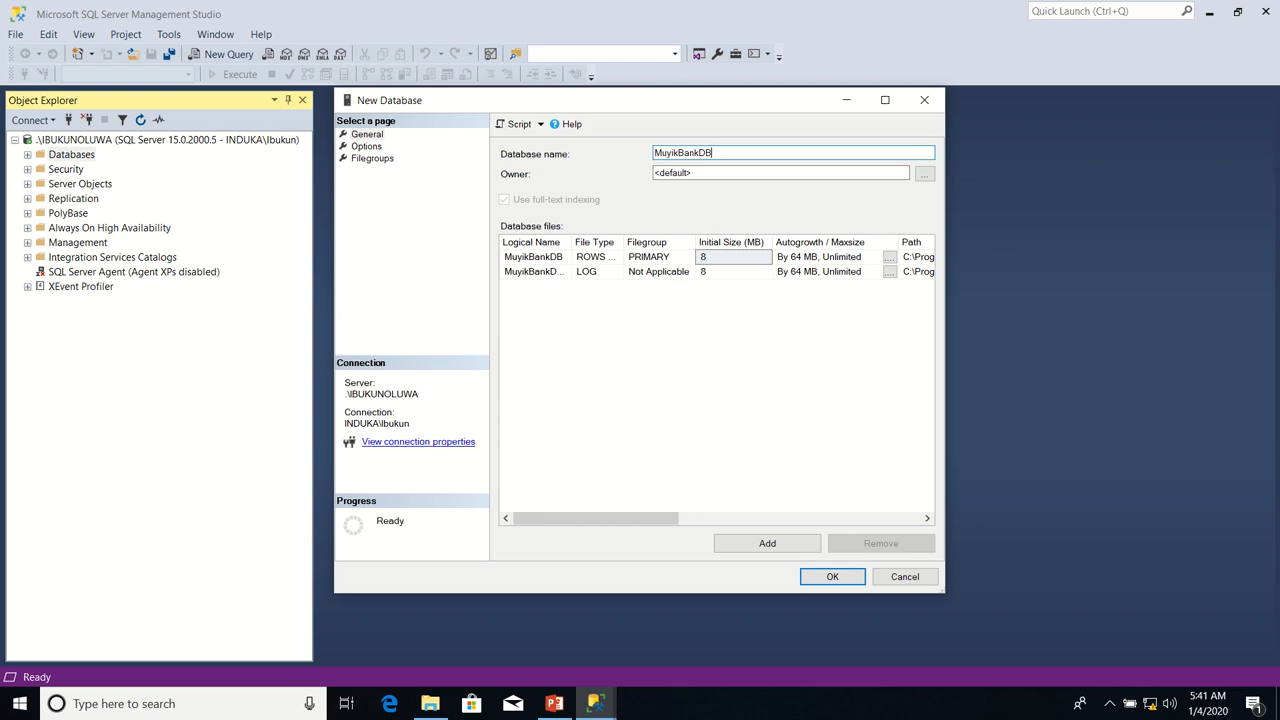 Microsoft SQL Server Management Studio
Quick Launch (Ctrl+Q)
File Edit View Project Tools Window Help
New Query
MDX DMX XMLA DAX
Execute
Object Explorer
Connect
.\IBUKUNOLUWA (SQL Server 15.0.2000.5 - INDUKA\Ibukun)
Databases
Security
Server Objects
Replication
PolyBase
Always On High Availability
Management
Integration Services Catalogs
SQL Server Agent (Agent XPs disabled)
XEvent Profiler
New Database
Select a page
General
Options
Filegroups
Connection
Server:
.\IBUKUNOLUWA
Connection:
INDUKA\Ibukun
View connection properties
Progress
Ready
Script Help
Database name: MuyikBankDB
Owner: <default>
...
Use full-text indexing
Database files:
Logical Name File Type Filegroup Initial Size (MB) Autogrowth / Maxsize Path
MuyikBankDB ROWS ... PRIMARY 8 By 64 MB, Unlimited ... C:\Prog
MuyikBankD... LOG Not Applicable 8 By 64 MB, Unlimited ... C:\Prog
Add Remove
OK Cancel
Ready
Type here to search
5:41 AM
1/4/2020
1